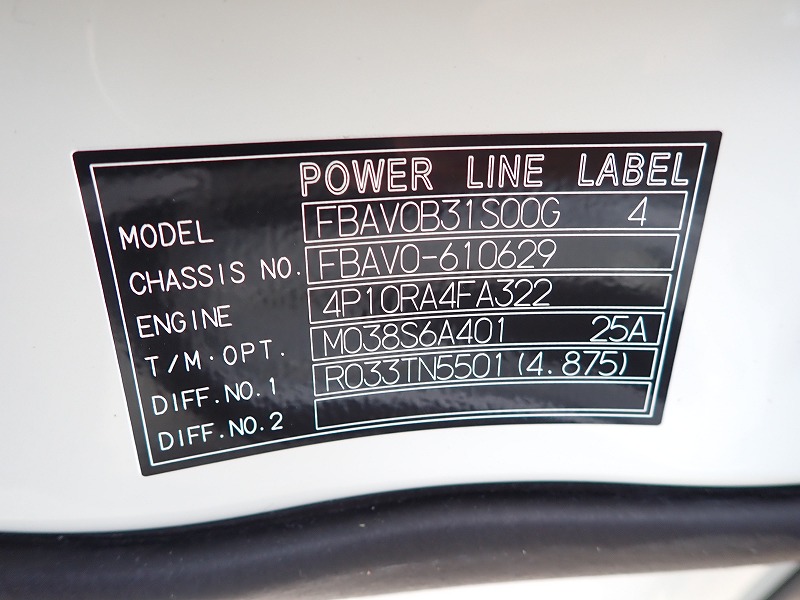 POWER LINE LABEL
MODEL FBAV0B31S00G 4
CHASSIS NO. FBAV0-610629
ENGINE 4P10RA4FA322
T/M·OPT. M038S6A401 25A
DIFF.NO.1 R033TN5501(4.875)
DIFF.NO.2